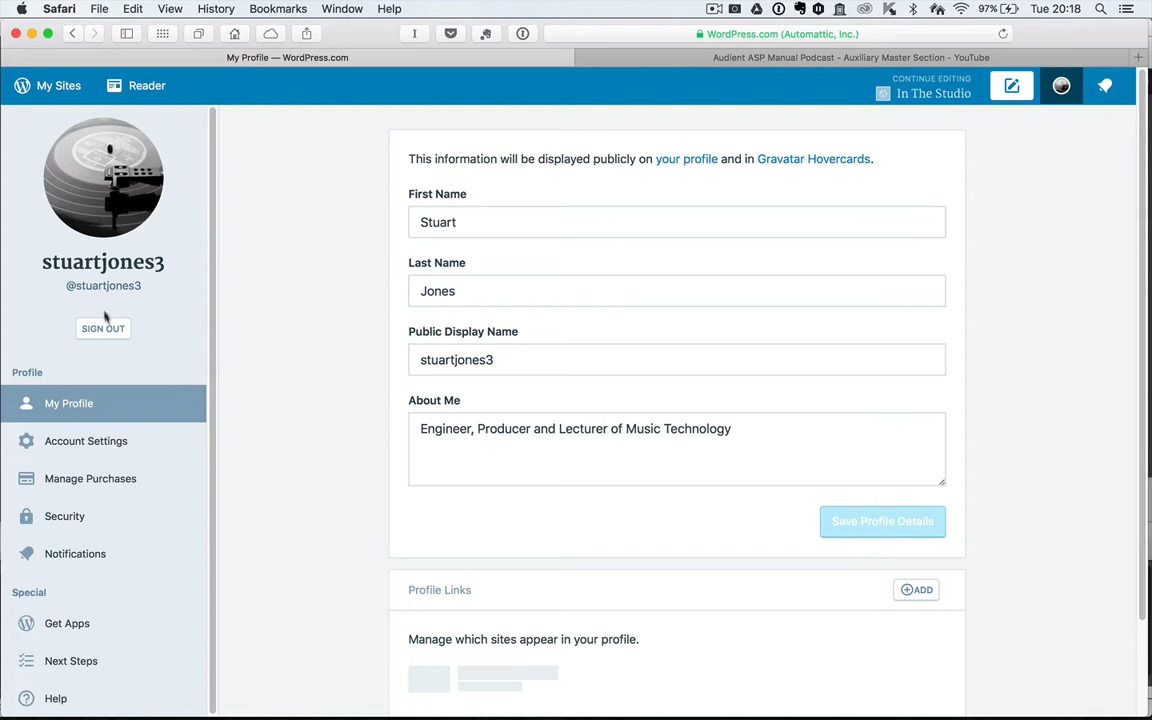 Safari File Edit View History Bookmarks Window Help 97% Tue 20:18
WordPress.com (Automattic, Inc.)
My Profile — WordPress.com
Audient ASP Manual Podcast - Auxiliary Master Section - YouTube
My Sites
Reader
CONTINUE EDITING
In The Studio
stuartjones3
@stuartjones3
SIGN OUT
Profile
My Profile
Account Settings
Manage Purchases
Security
Notifications
Special
Get Apps
Next Steps
Help
This information will be displayed publicly on your profile and in Gravatar Hovercards.
First Name
Stuart
Last Name
Jones
Public Display Name
stuartjones3
About Me
Engineer, Producer and Lecturer of Music Technology
Save Profile Details
Profile Links
ADD
Manage which sites appear in your profile.